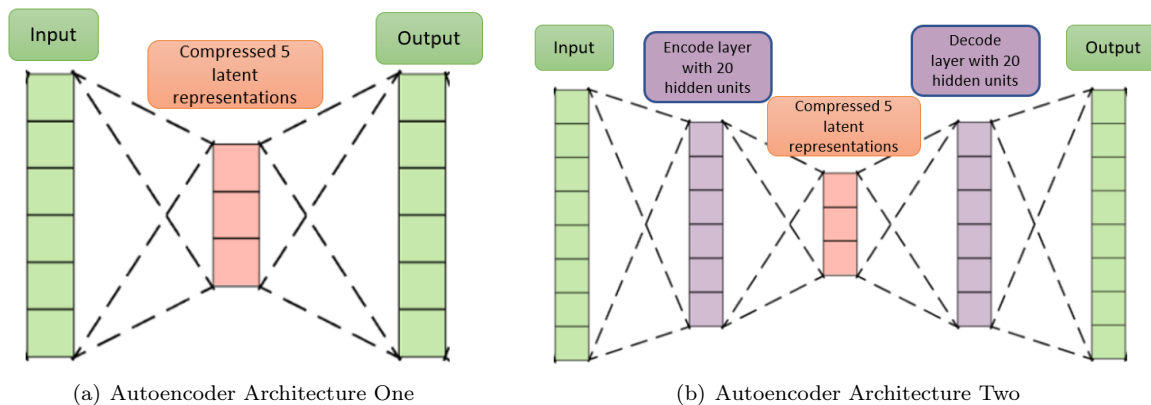 Input
Compressed 5
latent
representations
Output
(a) Autoencoder Architecture One
Input
Encode layer
with 20
hidden units
Compressed 5
latent
representations
Decode
layer with 20
hidden units
Output
(b) Autoencoder Architecture Two